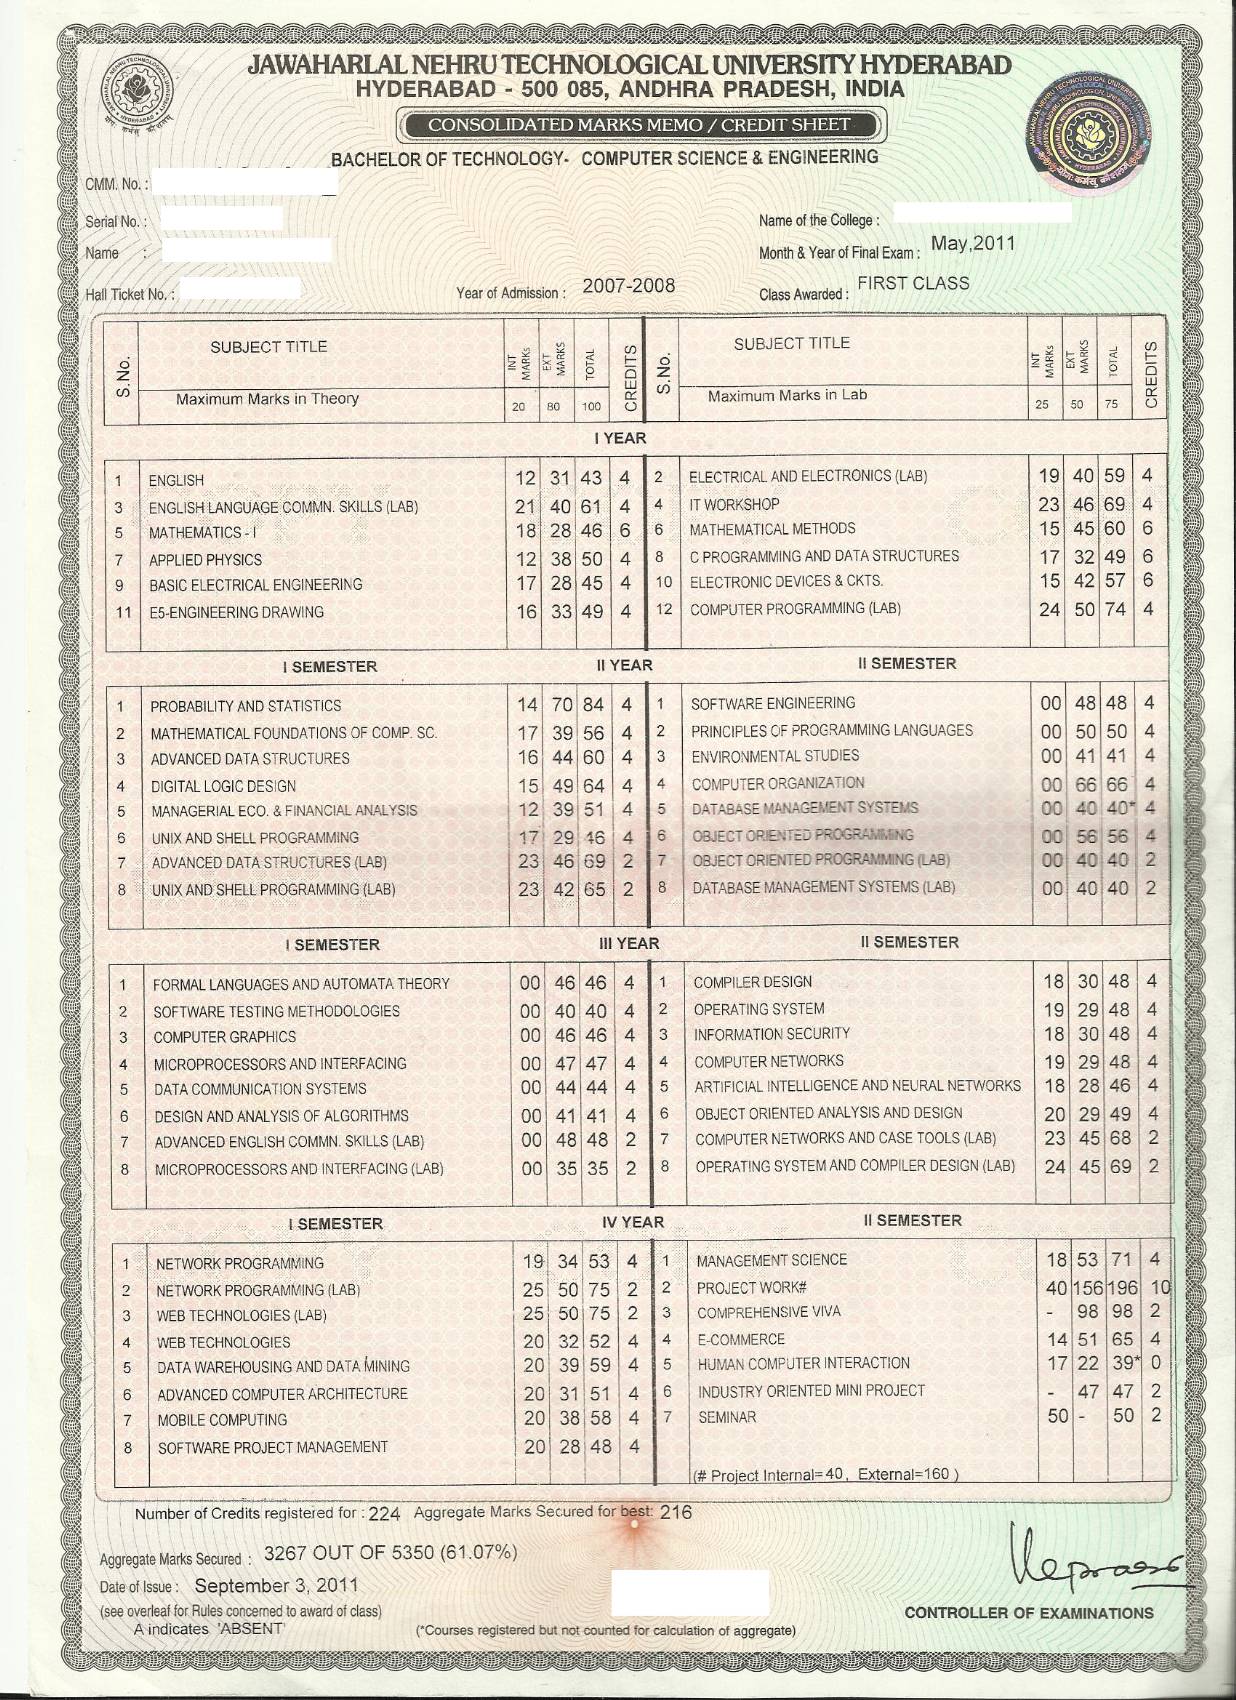 JAWAHARLAL NEHRU TECHNOLOGICAL UNIVERSITY HYDERABAD
HYDERABAD - 500 085, ANDHRA PRADESH, INDIA
CONSOLIDATED MARKS MEMO / CREDIT SHEET
BACHELOR OF TECHNOLOGY- COMPUTER SCIENCE & ENGINEERING
CMM. No. :
Serial No. : Name of the College :
Name : Month & Year of Final Exam : May,2011
Hall Ticket No. : Year of Admission : 2007-2008 Class Awarded : FIRST CLASS
S.No. SUBJECT TITLE INT MARKs EXT MARKS TOTAL CREDITS S.No. SUBJECT TITLE INT MARKs EXT MARKS TOTAL CREDITS
Maximum Marks in Theory 20 80 100 Maximum Marks in Lab 25 50 75
I YEAR
1 ENGLISH 12 31 43 4 2 ELECTRICAL AND ELECTRONICS (LAB) 19 40 59 4
3 ENGLISH LANGUAGE COMMN. SKILLS (LAB) 21 40 61 4 4 IT WORKSHOP 23 46 69 4
5 MATHEMATICS - I 18 28 46 6 6 MATHEMATICAL METHODS 15 45 60 6
7 APPLIED PHYSICS 12 38 50 4 8 C PROGRAMMING AND DATA STRUCTURES 17 32 49 6
9 BASIC ELECTRICAL ENGINEERING 17 28 45 4 10 ELECTRONIC DEVICES & CKTS. 15 42 57 6
11 E5-ENGINEERING DRAWING 16 33 49 4 12 COMPUTER PROGRAMMING (LAB) 24 50 74 4
I SEMESTER II YEAR II SEMESTER
1 PROBABILITY AND STATISTICS 14 70 84 4 1 SOFTWARE ENGINEERING 00 48 48 4
2 MATHEMATICAL FOUNDATIONS OF COMP. SC. 17 39 56 4 2 PRINCIPLES OF PROGRAMMING LANGUAGES 00 50 50 4
3 ADVANCED DATA STRUCTURES 16 44 60 4 3 ENVIRONMENTAL STUDIES 00 41 41 4
4 DIGITAL LOGIC DESIGN 15 49 64 4 4 COMPUTER ORGANIZATION 00 66 66 4
5 MANAGERIAL ECO. & FINANCIAL ANALYSIS 12 39 51 4 5 DATABASE MANAGEMENT SYSTEMS 00 40 40* 4
6 UNIX AND SHELL PROGRAMMING 17 29 46 4 6 OBJECT ORIENTED PROGRAMMING 00 56 56 4
7 ADVANCED DATA STRUCTURES (LAB) 23 46 69 2 7 OBJECT ORIENTED PROGRAMMING (LAB) 00 40 40 2
8 UNIX AND SHELL PROGRAMMING (LAB) 23 42 65 2 8 DATABASE MANAGEMENT SYSTEMS (LAB) 00 40 40 2
I SEMESTER III YEAR II SEMESTER
1 FORMAL LANGUAGES AND AUTOMATA THEORY 00 46 46 4 1 COMPILER DESIGN 18 30 48 4
2 SOFTWARE TESTING METHODOLOGIES 00 40 40 4 2 OPERATING SYSTEM 19 29 48 4
3 COMPUTER GRAPHICS 00 46 46 4 3 INFORMATION SECURITY 18 30 48 4
4 MICROPROCESSORS AND INTERFACING 00 47 47 4 4 COMPUTER NETWORKS 19 29 48 4
5 DATA COMMUNICATION SYSTEMS 00 44 44 4 5 ARTIFICIAL INTELLIGENCE AND NEURAL NETWORKS 18 28 46 4
6 DESIGN AND ANALYSIS OF ALGORITHMS 00 41 41 4 6 OBJECT ORIENTED ANALYSIS AND DESIGN 20 29 49 4
7 ADVANCED ENGLISH COMMN. SKILLS (LAB) 00 48 48 2 7 COMPUTER NETWORKS AND CASE TOOLS (LAB) 23 45 68 2
8 MICROPROCESSORS AND INTERFACING (LAB) 00 35 35 2 8 OPERATING SYSTEM AND COMPILER DESIGN (LAB) 24 45 69 2
I SEMESTER IV YEAR II SEMESTER
1 NETWORK PROGRAMMING 19 34 53 4 1 MANAGEMENT SCIENCE 18 53 71 4
2 NETWORK PROGRAMMING (LAB) 25 50 75 2 2 PROJECT WORK# 40 156 196 10
3 WEB TECHNOLOGIES (LAB) 25 50 75 2 3 COMPREHENSIVE VIVA - 98 98 2
4 WEB TECHNOLOGIES 20 32 52 4 4 E-COMMERCE 14 51 65 4
5 DATA WAREHOUSING AND DATA MINING 20 39 59 4 5 HUMAN COMPUTER INTERACTION 17 22 39* 0
6 ADVANCED COMPUTER ARCHITECTURE 20 31 51 4 6 INDUSTRY ORIENTED MINI PROJECT - 47 47 2
7 MOBILE COMPUTING 20 38 58 4 7 SEMINAR 50 - 50 2
8 SOFTWARE PROJECT MANAGEMENT 20 28 48 4
(# Project Internal=40, External=160 )
Number of Credits registered for : 224 Aggregate Marks Secured for best: 216
Aggregate Marks Secured : 3267 OUT OF 5350 (61.07%)
Date of Issue : September 3, 2011
(see overleaf for Rules concerned to award of class) CONTROLLER OF EXAMINATIONS
A indicates 'ABSENT' (*Courses registered but not counted for calculation of aggregate)